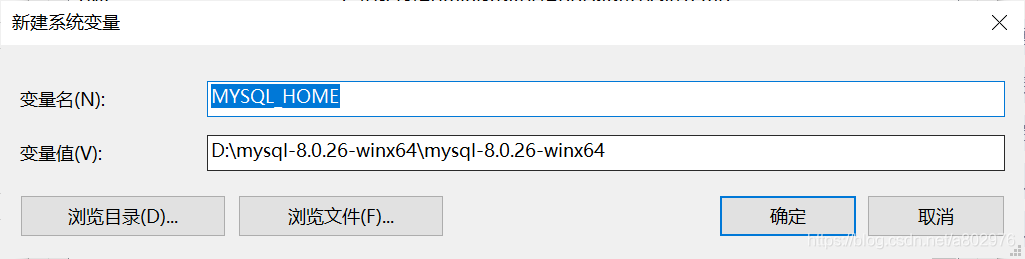 新建系统变量
变量名(N):
MYSQL_HOME
变量值(V):
D:\mysql-8.0.26-winx64\mysql-8.0.26-winx64
浏览目录(D)...
浏览文件(F)...
确定
取消
https://blog.csdn.net/a802976